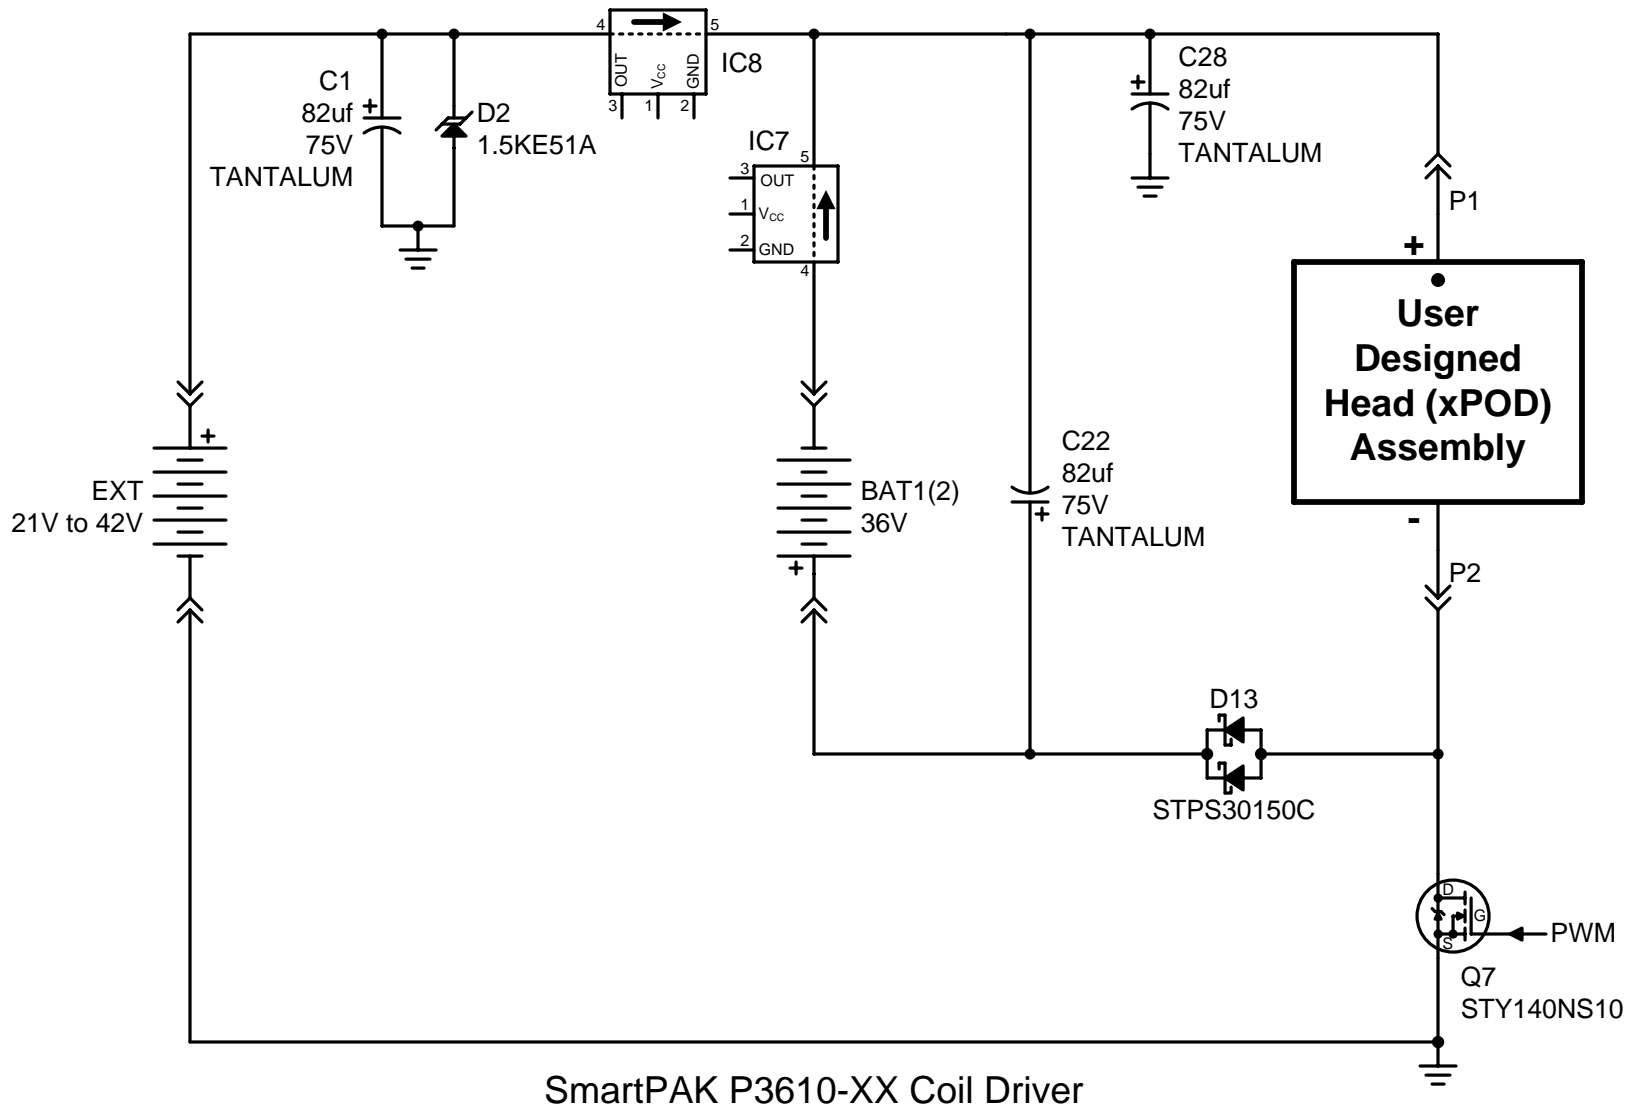 C1
82uf
75V
TANTALUM
+
D2
1.5KE51A
4
5
OUT
VCC
GND
3
1
2
IC8
IC7
5
3
OUT
1
VCC
2
GND
4
C28
82uf
75V
TANTALUM
+
P1
+
User
Designed
Head (xPOD)
Assembly
-
P2
+
EXT
21V to 42V
BAT1(2)
36V
+
C22
82uf
75V
TANTALUM
+
D13
STPS30150C
D
G
S
PWM
Q7
STY140NS10
SmartPAK P3610-XX Coil Driver